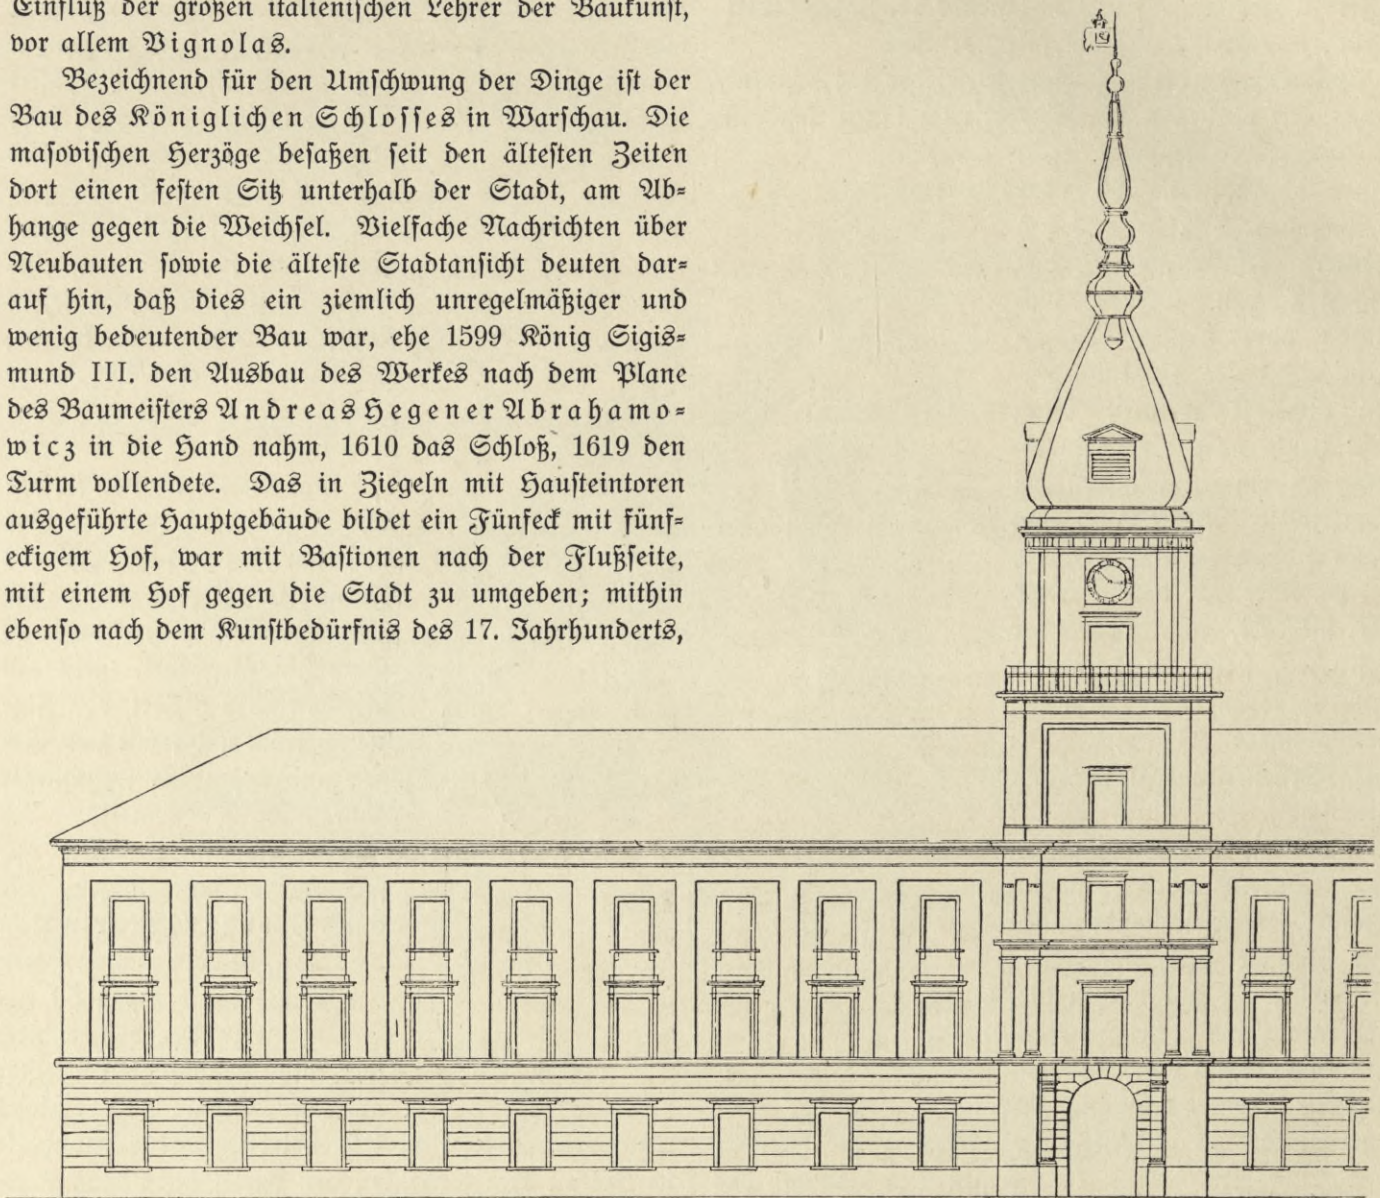 Einfluß der großen italienischen Lehrer der Baukunst,
vor allem Vignolas.
Bezeichnend für den Umschwung der Dinge ist der
Bau des Königlichen Schlosses in Warschau. Die
masovischen Herzöge besaßen seit den ältesten Zeiten
dort einen festen Sitz unterhalb der Stadt, am Ab-
hange gegen die Weichsel. Vielfache Nachrichten über
Neubauten sowie die älteste Stadtansicht deuten dar-
auf hin, daß dies ein ziemlich unregelmäßiger und
wenig bedeutender Bau war, ehe 1599 König Sigis-
mund III. den Ausbau des Werkes nach dem Plane
des Baumeisters Andreas Hegener Abrahamo-
wicz in die Hand nahm, 1610 das Schloß, 1619 den
Turm vollendete. Das in Ziegeln mit Hausteintoren
ausgeführte Hauptgebäude bildet ein Fünfeck mit fünf-
eckigem Hof, war mit Bastionen nach der Flußseite,
mit einem Hof gegen die Stadt zu umgeben; mithin
ebenso nach dem Kunstbedürfnis des 17. Jahrhunderts,